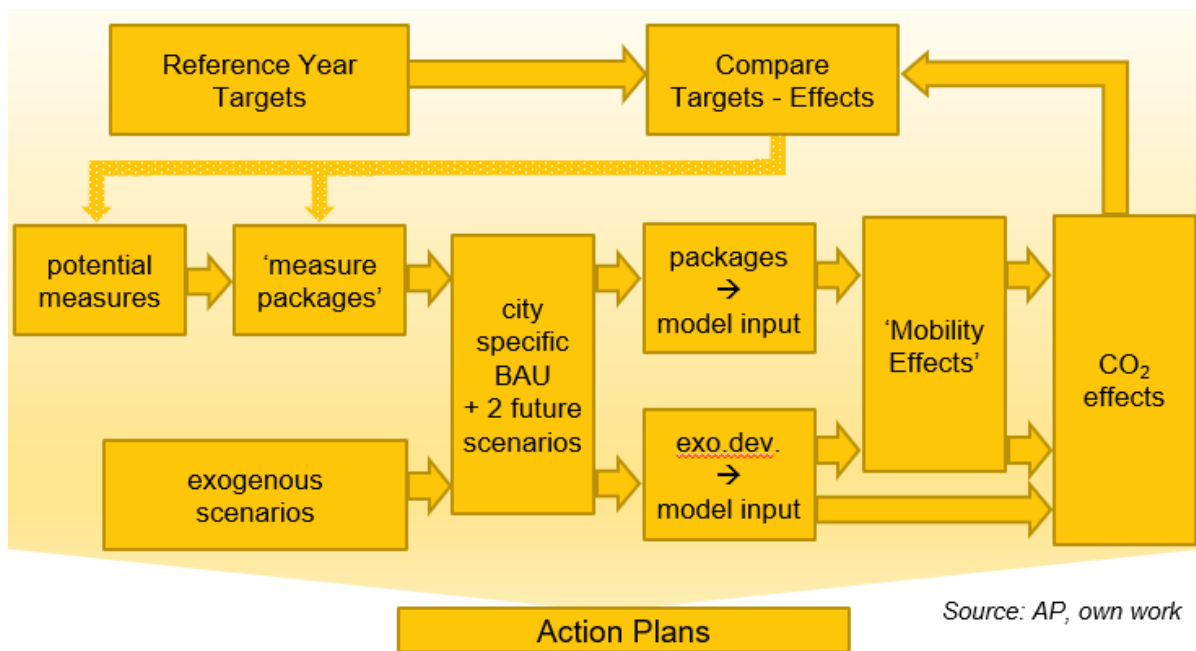 Reference Year
Targets
Compare
Targets - Effects
potential
measures
‘measure
packages’
city
specific
BAU
+ 2 future
scenarios
packages
→
model input
‘Mobility
Effects’
CO₂
effects
exogenous
scenarios
exo.dev.
→
model input
Action Plans
Source: AP, own work